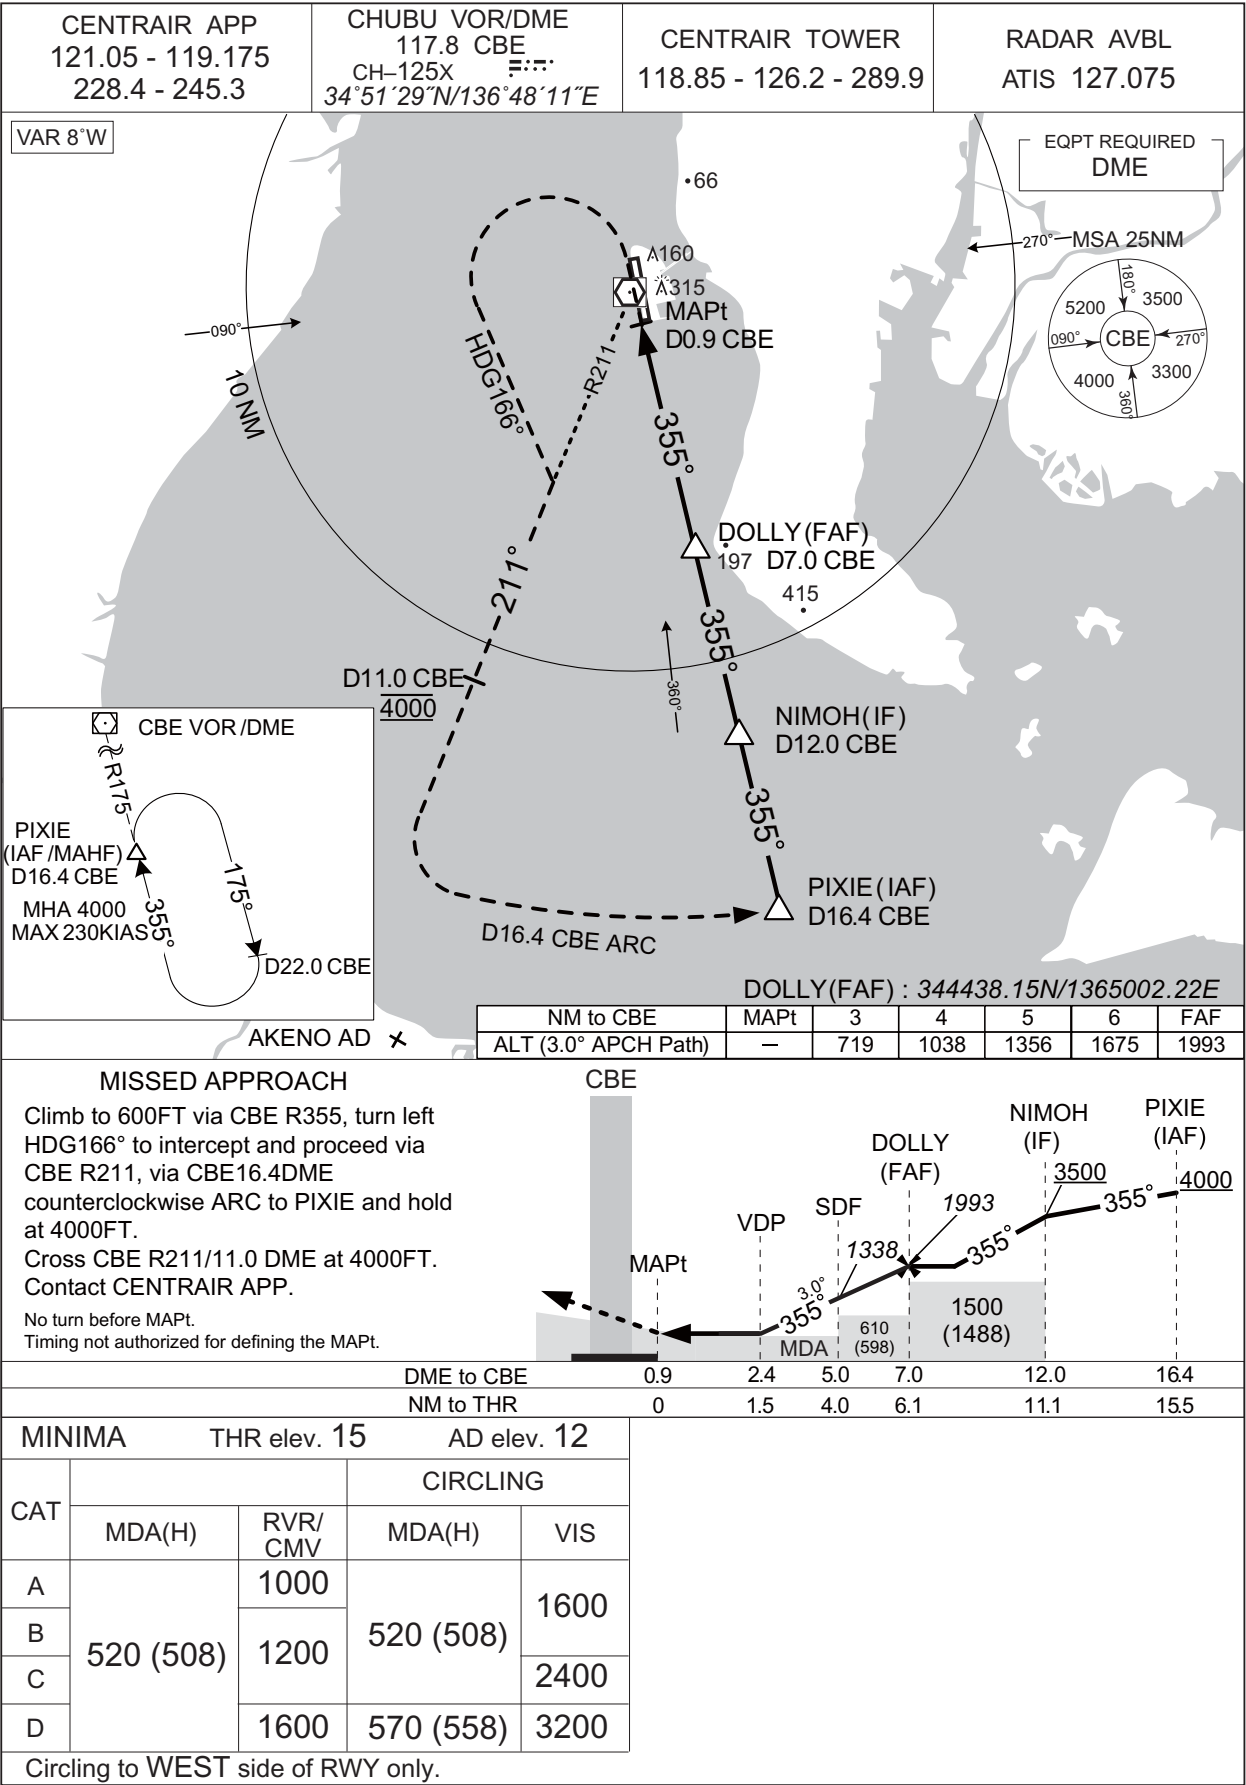 CENTRAIR APP
121.05 - 119.175
228.4 - 245.3
CHUBU VOR/DME
117.8 CBE
CH–125X
34°51´29˝N/136°48´11˝E
CENTRAIR TOWER
118.85 - 126.2 - 289.9
RADAR AVBL
ATIS 127.075
VAR 8°W
EQPT REQUIRED
DME
66
160
315
MAPt
D0.9 CBE
270°
MSA 25NM
180°
5200
3500
090°
CBE
270°
4000
3300
360°
090°
10 NM
HDG166°
R211
355°
DOLLY(FAF)
197 D7.0 CBE
415
211°
355°
360°
D11.0 CBE
4000
NIMOH(IF)
D12.0 CBE
355°
PIXIE(IAF)
D16.4 CBE
D16.4 CBE ARC
CBE VOR/DME
R175
PIXIE
(IAF/MAHF)
D16.4 CBE
MHA 4000
MAX 230KIAS
355°
175°
D22.0 CBE
AKENO AD
DOLLY(FAF) : 344438.15N/1365002.22E
NM to CBE MAPt 3 4 5 6 FAF
ALT (3.0° APCH Path) — 719 1038 1356 1675 1993
MISSED APPROACH
Climb to 600FT via CBE R355, turn left
HDG166° to intercept and proceed via
CBE R211, via CBE16.4DME
counterclockwise ARC to PIXIE and hold
at 4000FT.
Cross CBE R211/11.0 DME at 4000FT.
Contact CENTRAIR APP.
No turn before MAPt.
Timing not authorized for defining the MAPt.
CBE
MAPt
VDP
SDF
1338
DOLLY
(FAF)
1993
NIMOH
(IF)
3500
PIXIE
(IAF)
4000
355°
355°
3.0°
355°
MDA
610
(598)
1500
(1488)
DME to CBE 0.9 2.4 5.0 7.0 12.0 16.4
NM to THR 0 1.5 4.0 6.1 11.1 15.5
MINIMA THR elev. 15 AD elev. 12
CAT
CIRCLING
MDA(H)
RVR/
CMV
MDA(H)
VIS
A
B
C
D
520 (508)
1000
1200
1600
520 (508)
570 (558)
1600
2400
3200
Circling to WEST side of RWY only.